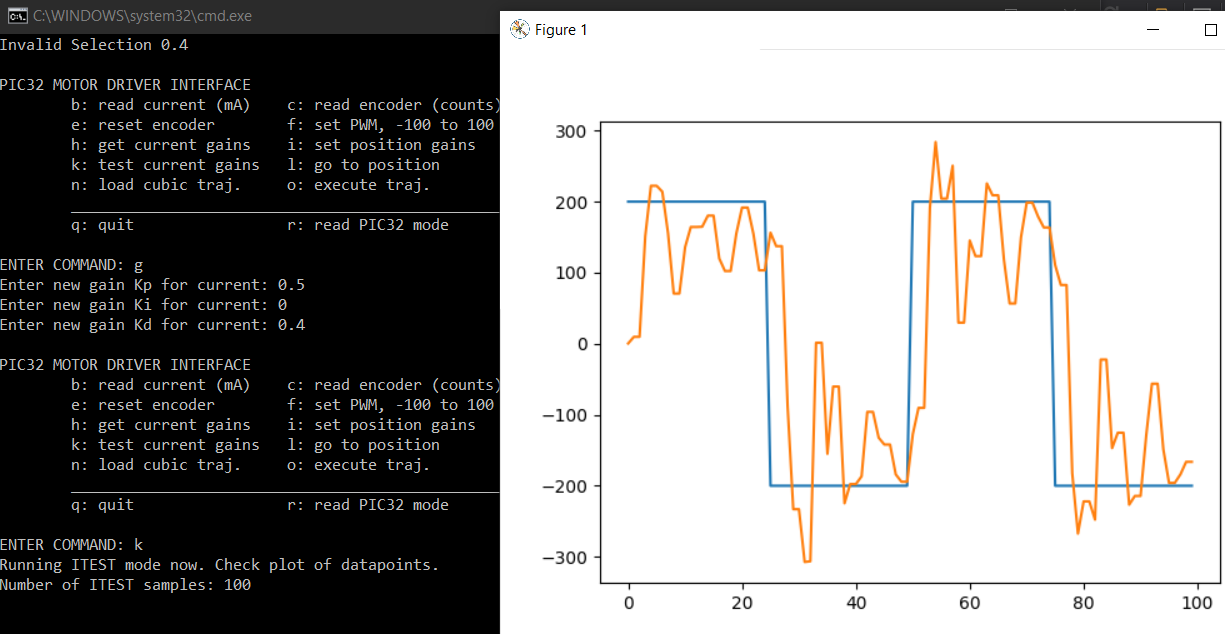 C:\WINDOWS\system32\cmd.exe
Invalid Selection 0.4
PIC32 MOTOR DRIVER INTERFACE
b: read current (mA) c: read encoder (counts)
e: reset encoder f: set PWM, -100 to 100
h: get current gains i: set position gains
k: test current gains l: go to position
n: load cubic traj. o: execute traj.
q: quit r: read PIC32 mode
ENTER COMMAND: g
Enter new gain Kp for current: 0.5
Enter new gain Ki for current: 0
Enter new gain Kd for current: 0.4
PIC32 MOTOR DRIVER INTERFACE
b: read current (mA) c: read encoder (counts)
e: reset encoder f: set PWM, -100 to 100
h: get current gains i: set position gains
k: test current gains l: go to position
n: load cubic traj. o: execute traj.
q: quit r: read PIC32 mode
ENTER COMMAND: k
Running ITEST mode now. Check plot of datapoints.
Number of ITEST samples: 100
Figure 1
300
200
100
0
−100
−200
−300
0 20 40 60 80 100